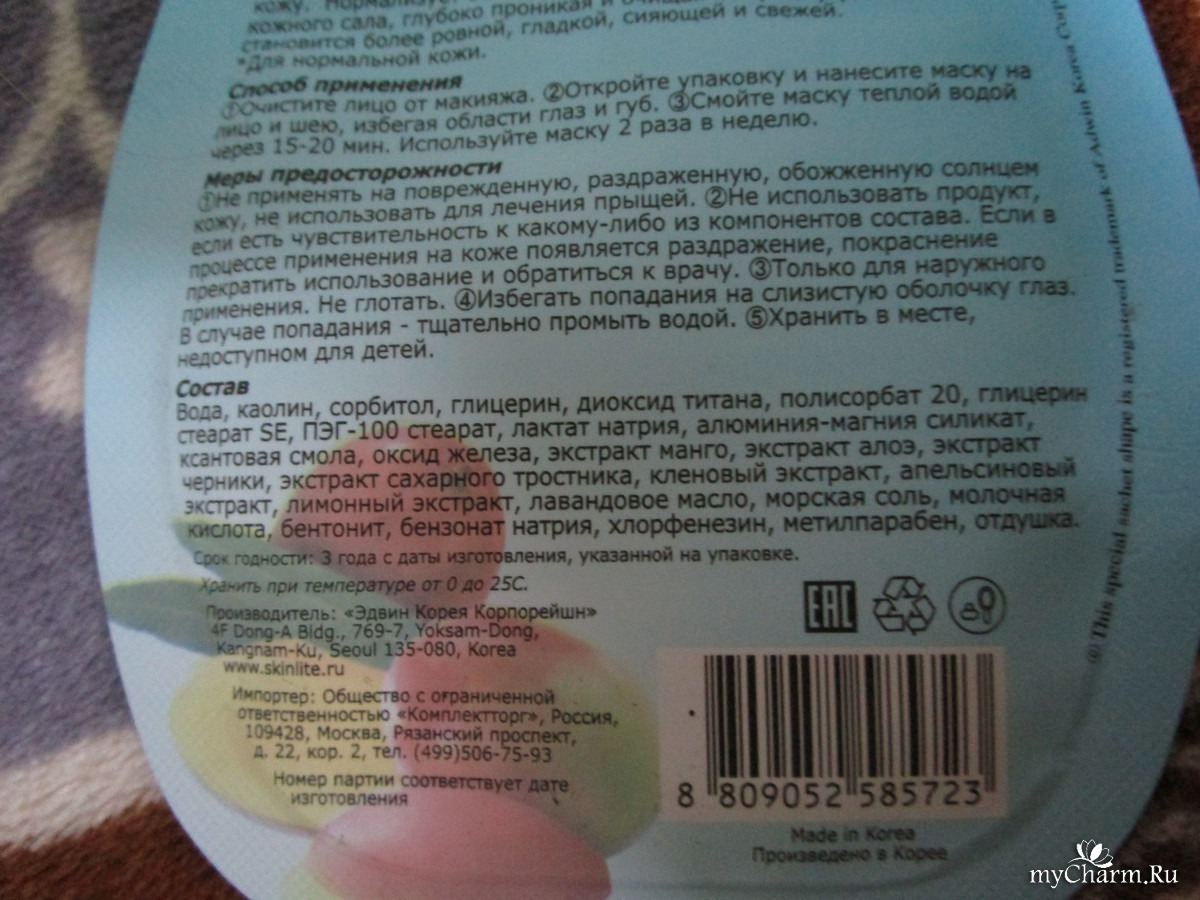 кожу. Нормализует
кожного сала, глубоко проникая и
становится более ровной, гладкой, сияющей и свежей.
*Для нормальной кожи.
Способ применения
①Очистите лицо от макияжа. ②Откройте упаковку и нанесите маску на
лицо и шею, избегая области глаз и губ. ③Смойте маску теплой водой
через 15-20 мин. Используйте маску 2 раза в неделю.
Меры предосторожности
①Не применять на поврежденную, раздраженную, обожженную солнцем
кожу, не использовать для лечения прыщей. ②Не использовать продукт,
если есть чувствительность к какому-либо из компонентов состава. Если в
процессе применения на коже появляется раздражение, покраснение
прекратить использование и обратиться к врачу. ③Только для наружного
применения. Не глотать. ④Избегать попадания на слизистую оболочку глаз.
В случае попадания - тщательно промыть водой. ⑤Хранить в месте,
недоступном для детей.
Состав
Вода, каолин, сорбитол, глицерин, диоксид титана, полисорбат 20, глицерин
стеарат SE, ПЭГ-100 стеарат, лактат натрия, алюминия-магния силикат,
ксантовая смола, оксид железа, экстракт манго, экстракт алоэ, экстракт
черники, экстракт сахарного тростника, кленовый экстракт, апельсиновый
экстракт, лимонный экстракт, лавандовое масло, морская соль, молочная
кислота, бентонит, бензонат натрия, хлорфенезин, метилпарабен, отдушка.
Срок годности: 3 года с даты изготовления, указанной на упаковке.
Хранить при температуре от 0 до 25С.
Производитель: «Эдвин Корея Корпорейшн»
4F Dong-A Bldg., 769-7, Yoksam-Dong,
Kangnam-Ku, Seoul 135-080, Korea
www.skinlite.ru
Импортер: Общество с ограниченной
ответственностью «Комплектторг», Россия,
109428, Москва, Рязанский проспект,
д. 22, кор. 2, тел. (499)506-75-93
Номер партии соответствует дате
изготовления
EAC
8 809052 585723
Made in Korea
Произведено в Корее
© This special sachet shape is a registered trademark of Adwin Korea Corp
myCharm.Ru